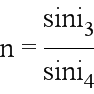 n = sini₃ / sini₄